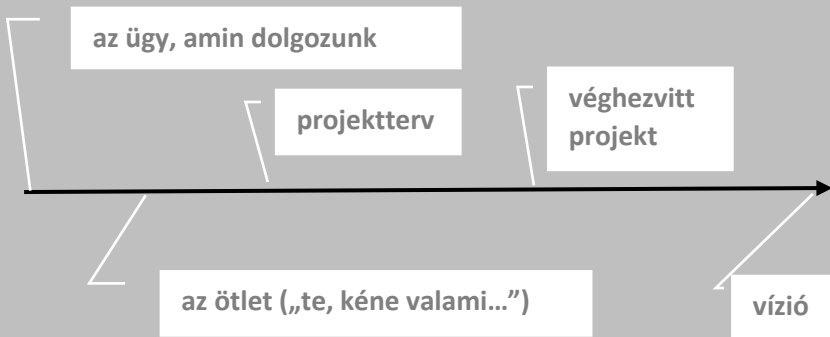 az ügy, amin dolgozunk
projektterv
véghezvitt
projekt
az ötlet („te, kéne valami…”)
vízió